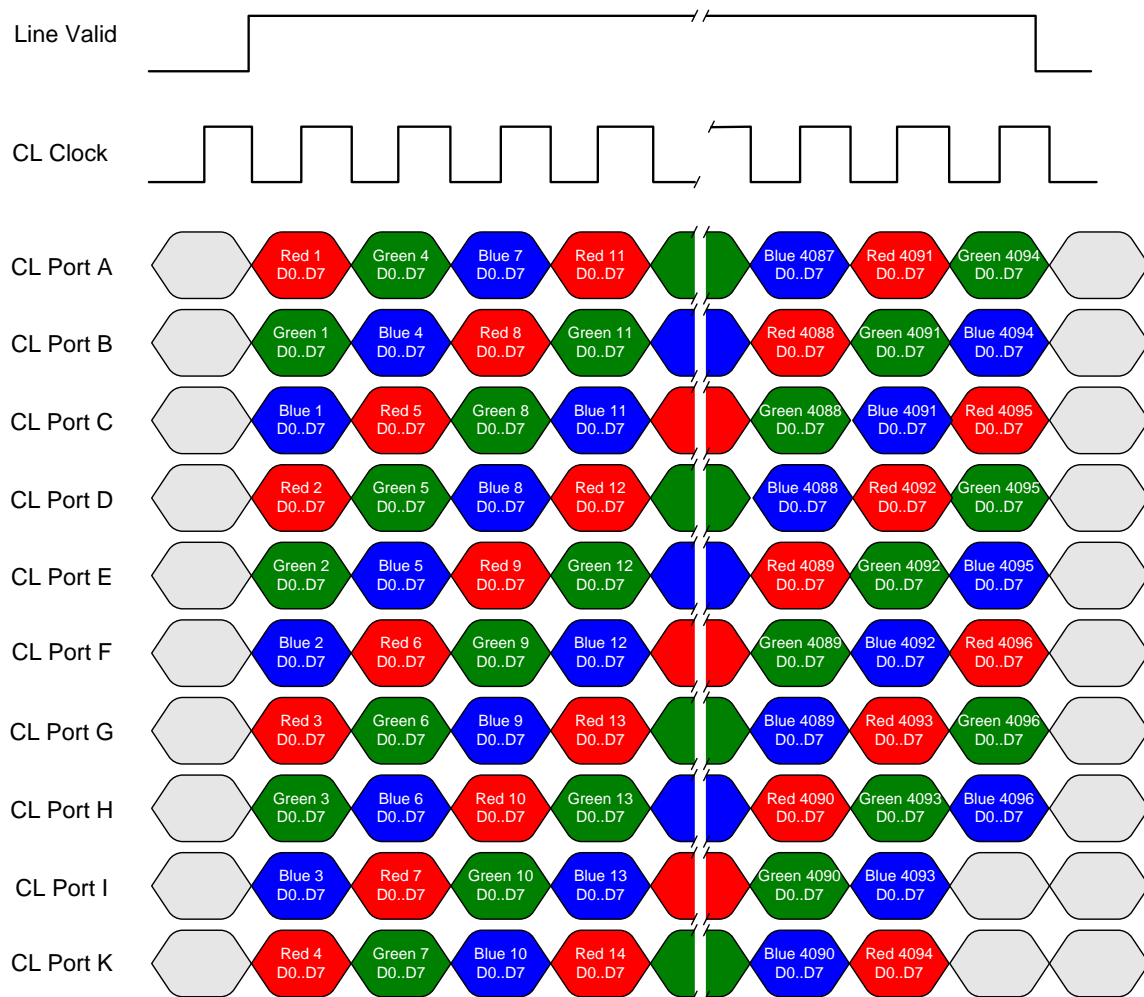 Line Valid
CL Clock
CL Port A
Red 1
D0..D7
Green 4
D0..D7
Blue 7
D0..D7
Red 11
D0..D7
Blue 4087
D0..D7
Red 4091
D0..D7
Green 4094
D0..D7
CL Port B
Green 1
D0..D7
Blue 4
D0..D7
Red 8
D0..D7
Green 11
D0..D7
Red 4088
D0..D7
Green 4091
D0..D7
Blue 4094
D0..D7
CL Port C
Blue 1
D0..D7
Red 5
D0..D7
Green 8
D0..D7
Blue 11
D0..D7
Green 4088
D0..D7
Blue 4091
D0..D7
Red 4095
D0..D7
CL Port D
Red 2
D0..D7
Green 5
D0..D7
Blue 8
D0..D7
Red 12
D0..D7
Blue 4088
D0..D7
Red 4092
D0..D7
Green 4095
D0..D7
CL Port E
Green 2
D0..D7
Blue 5
D0..D7
Red 9
D0..D7
Green 12
D0..D7
Red 4089
D0..D7
Green 4092
D0..D7
Blue 4095
D0..D7
CL Port F
Blue 2
D0..D7
Red 6
D0..D7
Green 9
D0..D7
Blue 12
D0..D7
Green 4089
D0..D7
Blue 4092
D0..D7
Red 4096
D0..D7
CL Port G
Red 3
D0..D7
Green 6
D0..D7
Blue 9
D0..D7
Red 13
D0..D7
Blue 4089
D0..D7
Red 4093
D0..D7
Green 4096
D0..D7
CL Port H
Green 3
D0..D7
Blue 6
D0..D7
Red 10
D0..D7
Green 13
D0..D7
Red 4090
D0..D7
Green 4093
D0..D7
Blue 4096
D0..D7
CL Port I
Blue 3
D0..D7
Red 7
D0..D7
Green 10
D0..D7
Blue 13
D0..D7
Green 4090
D0..D7
Blue 4093
D0..D7
CL Port K
Red 4
D0..D7
Green 7
D0..D7
Blue 10
D0..D7
Red 14
D0..D7
Blue 4090
D0..D7
Red 4094
D0..D7